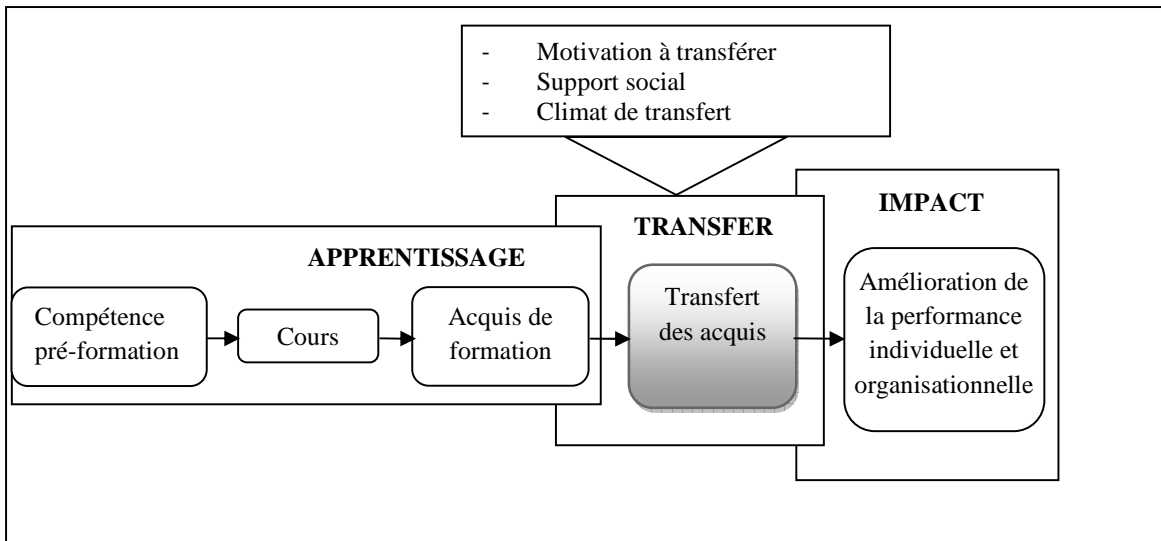 - Motivation à transférer
- Support social
- Climat de transfert
IMPACT
TRANSFER
APPRENTISSAGE
Compétence
pré-formation
Cours
Acquis de
formation
Transfert
des acquis
Amélioration de
la performance
individuelle et
organisationnelle